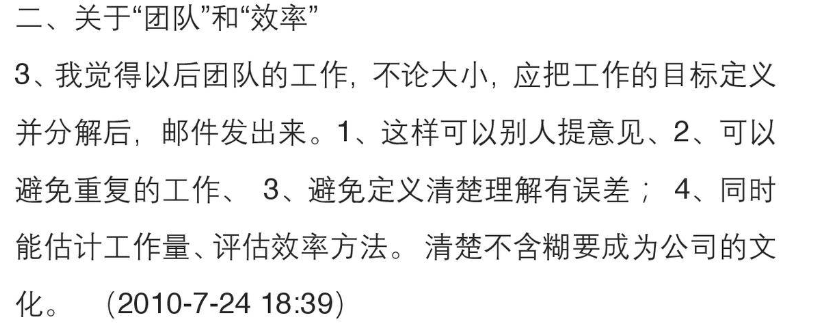 二、关于“团队”和“效率”
3、我觉得以后团队的工作, 不论大小, 应把工作的目标定义
并分解后, 邮件发出来。1、这样可以别人提意见、2、可以
避免重复的工作、 3、避免定义清楚理解有误差； 4、同时
能估计工作量、评估效率方法。 清楚不含糊要成为公司的文
化。 （2010-7-24 18:39）